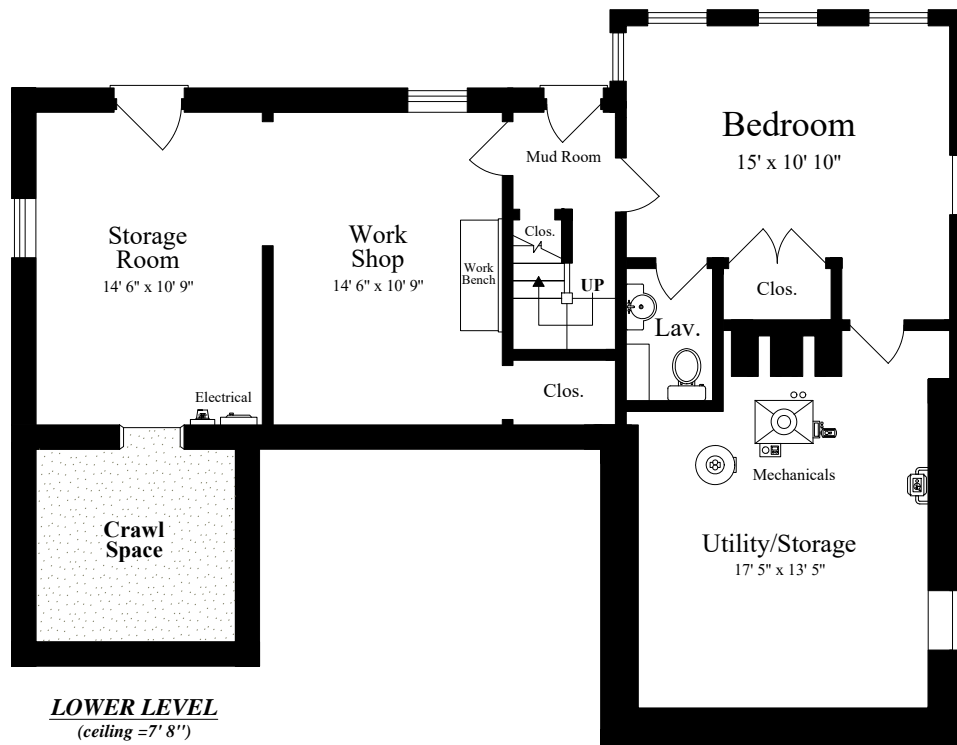 Bedroom
15' x 10' 10"
Mud Room
Storage
Room
14' 6" x 10' 9"
Work
Shop
14' 6" x 10' 9"
Work
Bench
Clos.
UP
Clos.
Lav.
Clos.
Electrical
Mechanicals
Crawl
Space
Utility/Storage
17' 5" x 13' 5"
LOWER LEVEL
(ceiling =7' 8")